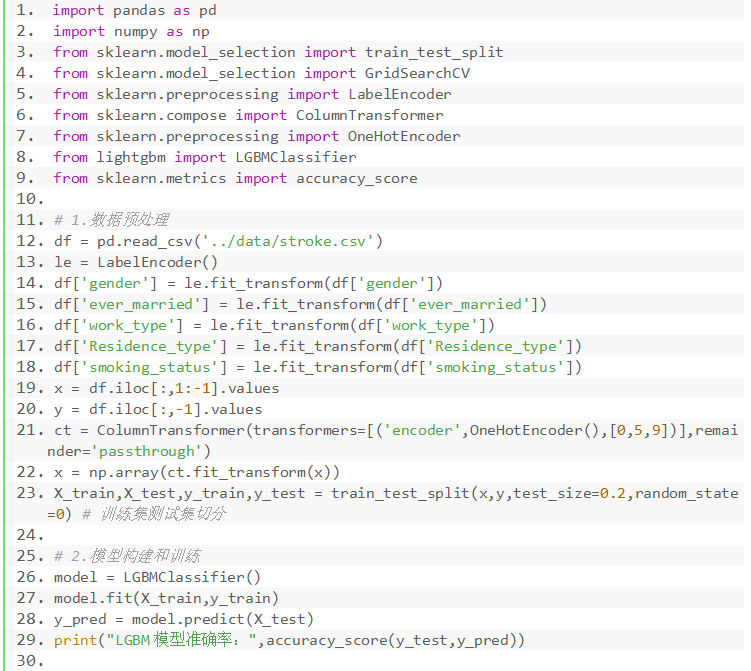 1. import pandas as pd
2. import numpy as np
3. from sklearn.model_selection import train_test_split
4. from sklearn.model_selection import GridSearchCV
5. from sklearn.preprocessing import LabelEncoder
6. from sklearn.compose import ColumnTransformer
7. from sklearn.preprocessing import OneHotEncoder
8. from lightgbm import LGBMClassifier
9. from sklearn.metrics import accuracy_score
10.
11. # 1.数据预处理
12. df = pd.read_csv('../data/stroke.csv')
13. le = LabelEncoder()
14. df['gender'] = le.fit_transform(df['gender'])
15. df['ever_married'] = le.fit_transform(df['ever_married'])
16. df['work_type'] = le.fit_transform(df['work_type'])
17. df['Residence_type'] = le.fit_transform(df['Residence_type'])
18. df['smoking_status'] = le.fit_transform(df['smoking_status'])
19. x = df.iloc[:,1:-1].values
20. y = df.iloc[:,-1].values
21. ct = ColumnTransformer(transformers=[('encoder',OneHotEncoder(),[0,5,9])],remai
nder='passthrough')
22. x = np.array(ct.fit_transform(x))
23. X_train,X_test,y_train,y_test = train_test_split(x,y,test_size=0.2,random_state
=0) # 训练集测试集切分
24.
25. # 2.模型构建和训练
26. model = LGBMClassifier()
27. model.fit(X_train,y_train)
28. y_pred = model.predict(X_test)
29. print("LGBM 模型准确率：",accuracy_score(y_test,y_pred))
30.